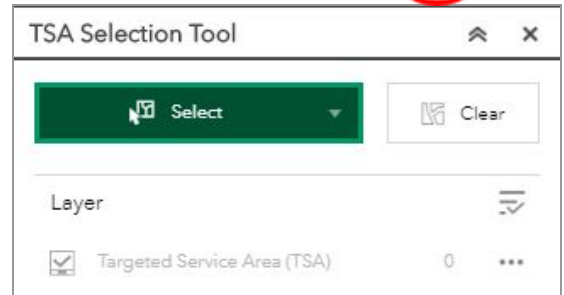 TSA Selection Tool
Select Clear
Layer
Targeted Service Area (TSA) 0